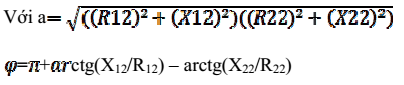 Với a= √((R12)² + (X12)²)((R22)² + (X22)²)
φ=π+arctg(X₁₂/R₁₂) – arctg(X₂₂/R₂₂)